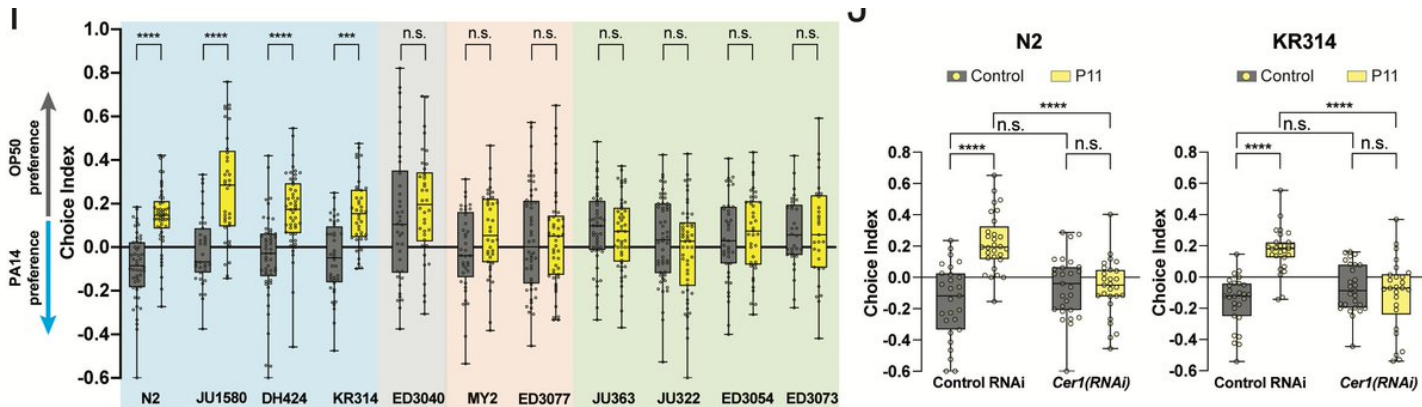 I
J
OP50
preference
PA14
preference
Choice Index
1.0
0.8
0.6
0.4
0.2
0.0
-0.2
-0.4
-0.6
**** **** **** *** n.s. n.s. n.s. n.s. n.s. n.s. n.s.
N2 JU1580 DH424 KR314 ED3040 MY2 ED3077 JU363 JU322 ED3054 ED3073
N2
Control P11
****
n.s.
**** n.s.
Choice Index
0.8
0.6
0.4
0.2
0.0
-0.2
-0.4
-0.6
Control RNAi Cer1(RNAi)
KR314
Control P11
****
n.s.
**** n.s.
Choice Index
0.8
0.6
0.4
0.2
0.0
-0.2
-0.4
-0.6
Control RNAi Cer1(RNAi)